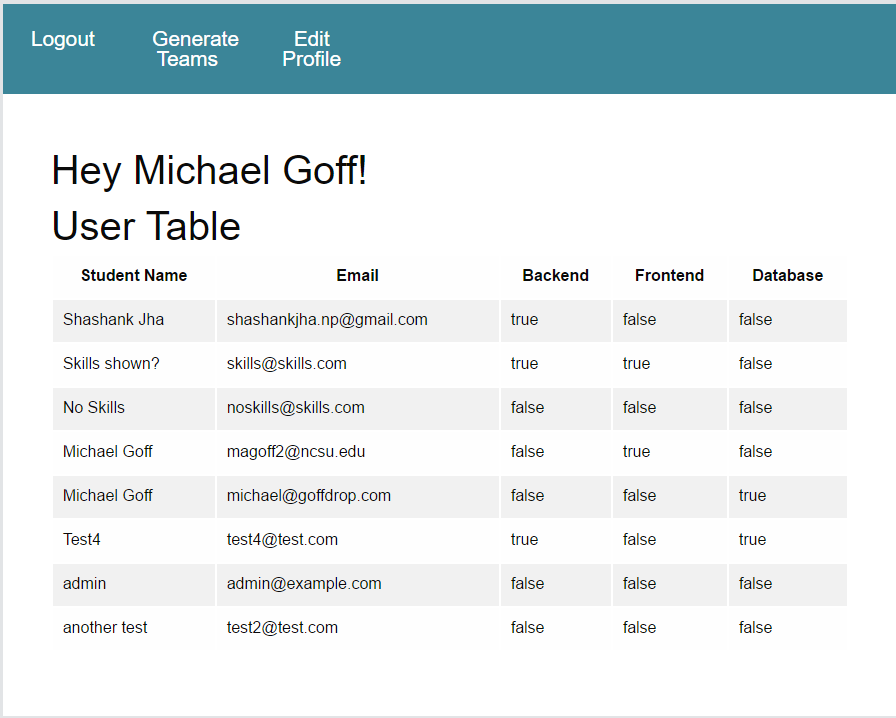 Logout Generate Teams Edit Profile
Hey Michael Goff!
User Table
Student Name Email Backend Frontend Database
Shashank Jha shashankjha.np@gmail.com true false false
Skills shown? skills@skills.com true true false
No Skills noskills@skills.com false false false
Michael Goff magoff2@ncsu.edu false true false
Michael Goff michael@goffdrop.com false false true
Test4 test4@test.com true false true
admin admin@example.com false false false
another test test2@test.com false false false